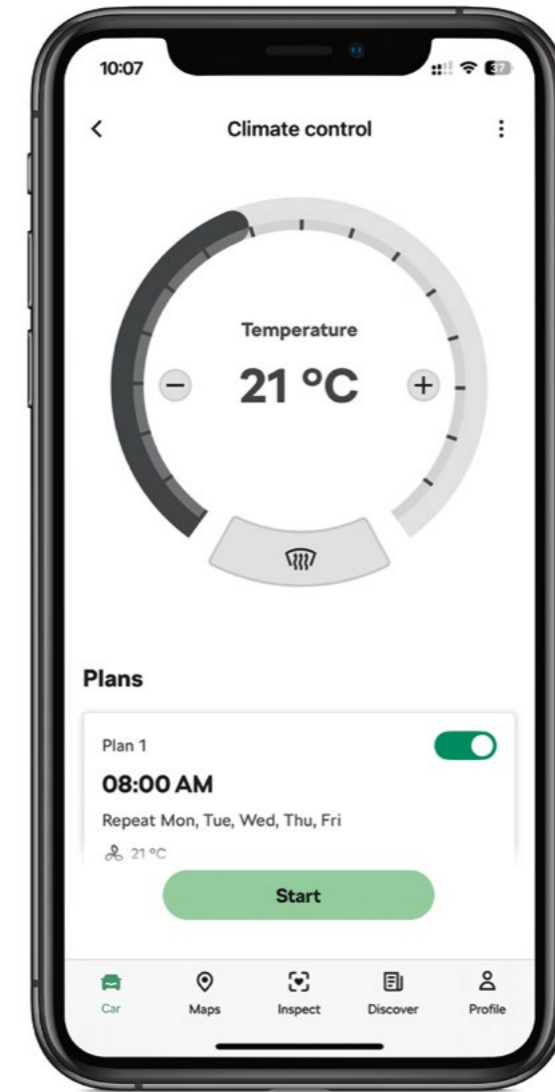 10:07
37
Climate control
Temperature
21 °C
Plans
Plan 1
08:00 AM
Repeat Mon, Tue, Wed, Thu, Fri
21 °C
Start
Car
Maps
Inspect
Discover
Profile